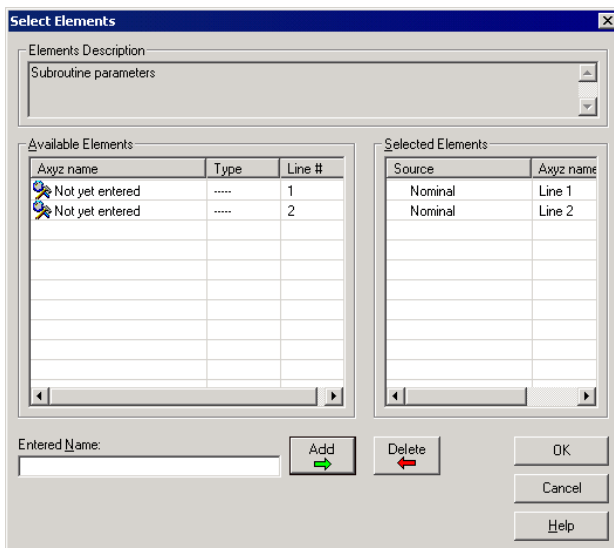 Select Elements
Elements Description
Subroutine parameters
Available Elements
Axyz name Type Line #
Not yet entered ----- 1
Not yet entered ----- 2
Selected Elements
Source Axyz name
Nominal Line 1
Nominal Line 2
Entered Name:
Add
Delete
OK
Cancel
Help